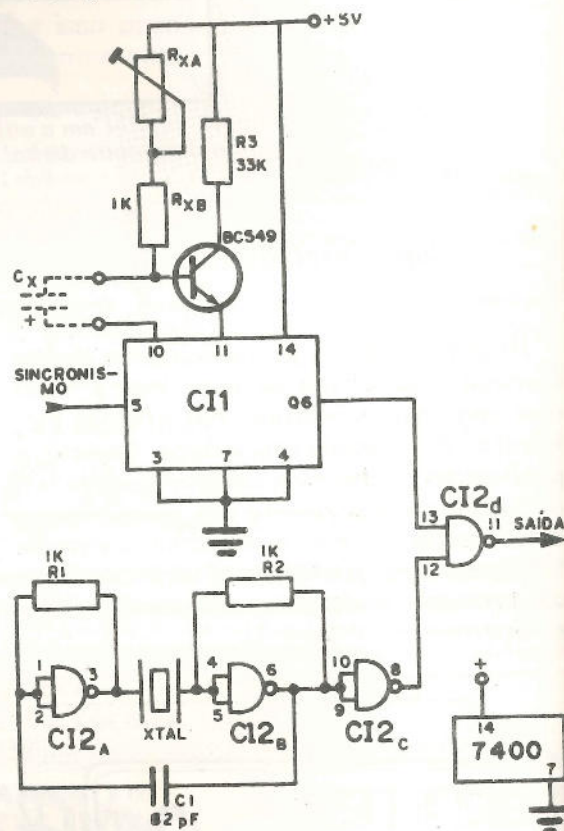 +5V
RXA
R3
33K
1K
RXB
BC549
CX
+
10
11
14
SINCRONIS-
MO
5
CI1
Q6
3
7
4
CI2d
13
11
SAÍDA
12
1K
R1
1K
R2
1
2
3
4
5
6
10
9
8
XTAL
CI2A
CI2B
CI2C
C1
82 pF
+
14
7400
7